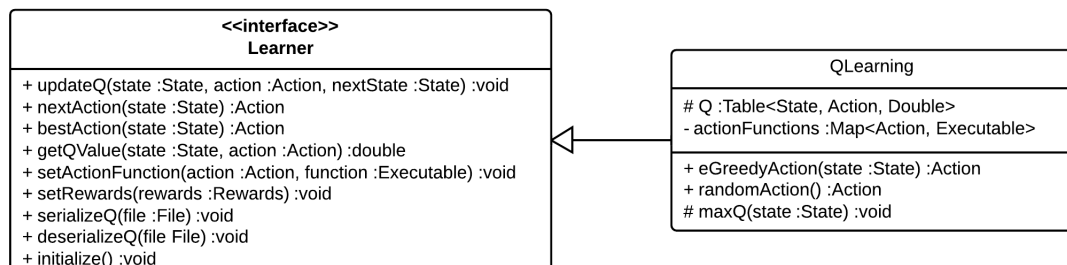 <<interface>>
Learner
+ updateQ(state :State, action :Action, nextState :State) :void
+ nextAction(state :State) :Action
+ bestAction(state :State) :Action
+ getQValue(state :State, action :Action) :double
+ setActionFunction(action :Action, function :Executable) :void
+ setRewards(rewards :Rewards) :void
+ serializeQ(file :File) :void
+ deserializeQ(file File) :void
+ initialize() :void
QLearning
# Q :Table<State, Action, Double>
- actionFunctions :Map<Action, Executable>
+ eGreedyAction(state :State) :Action
+ randomAction() :Action
# maxQ(state :State) :void